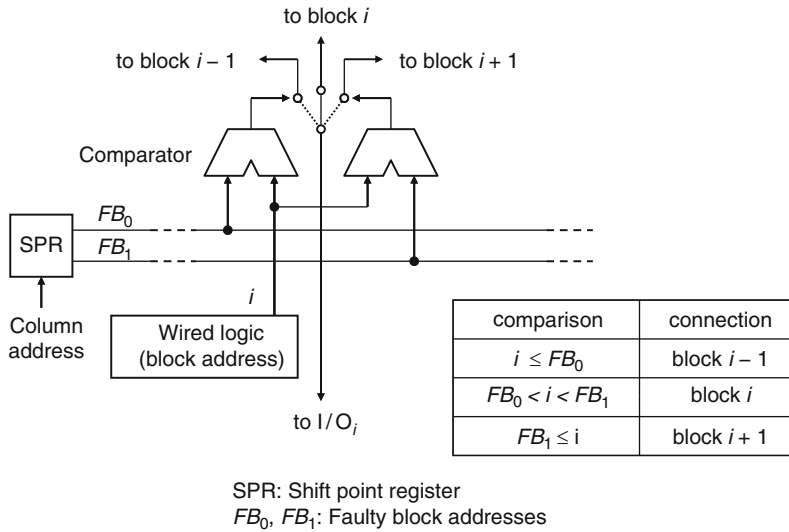 to block i
to block i − 1
to block i + 1
Comparator
FB0
SPR
FB1
i
Column
address
Wired logic
(block address)
to I/Oi
comparison connection
i ≤ FB0 block i − 1
FB0 < i < FB1 block i
FB1 ≤ i block i + 1
SPR: Shift point register
FB0, FB1: Faulty block addresses